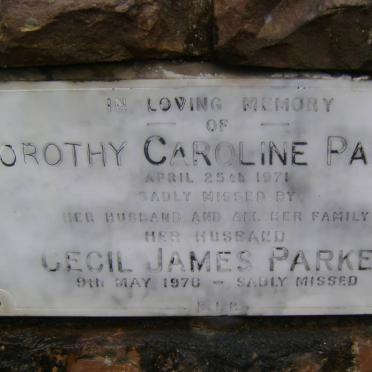 IN LOVING MEMORY
OF
OROTHY CAROLINE PA
APRIL 25TH 1971
SADLY MISSED BY
HER HUSBAND AND ALL HER FAMILY
HER HUSBAND
CECIL JAMES PARKE
9TH MAY 1976 - SADLY MISSED
R.I.P.